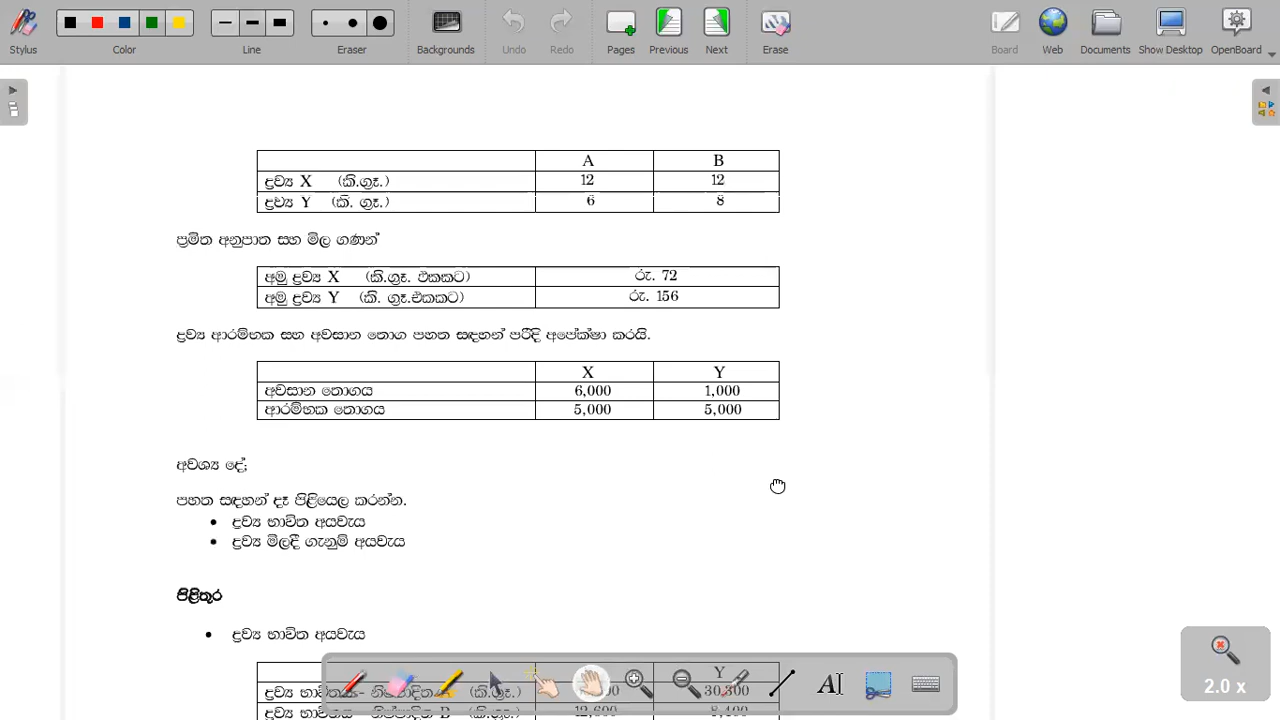 Stylus Color Line Eraser Backgrounds Undo Redo Pages Previous Next Erase Board Web Documents Show Desktop OpenBoard
A B
ද්‍රව්‍ය X (කි.ග්‍රෑ.) 12 12
ද්‍රව්‍ය Y (කි. ග්‍රෑ.) 6 8
ප්‍රමිත අනුපාත සහ මිල ගණන්
අමු ද්‍රව්‍ය X (කි.ග්‍රෑ. ඒකකට) රු. 72
අමු ද්‍රව්‍ය Y (කි. ග්‍රෑ.ඒකකට) රු. 156
ද්‍රව්‍ය ආරම්භක සහ අවසාන තොග පහත සඳහන් පරිදි අපේක්ෂා කරයි.
X Y
අවසාන තොගය 6,000 1,000
ආරම්භක තොගය 5,000 5,000
අවශ්‍ය දේ;
පහත සඳහන් දෑ පිළියෙල කරන්න.
• ද්‍රව්‍ය භාවිත අයවැය
• ද්‍රව්‍ය මිලදී ගැනුම් අයවැය
පිළිතුර
• ද්‍රව්‍ය භාවිත අයවැය
Y
30,300
AI
2.0 x